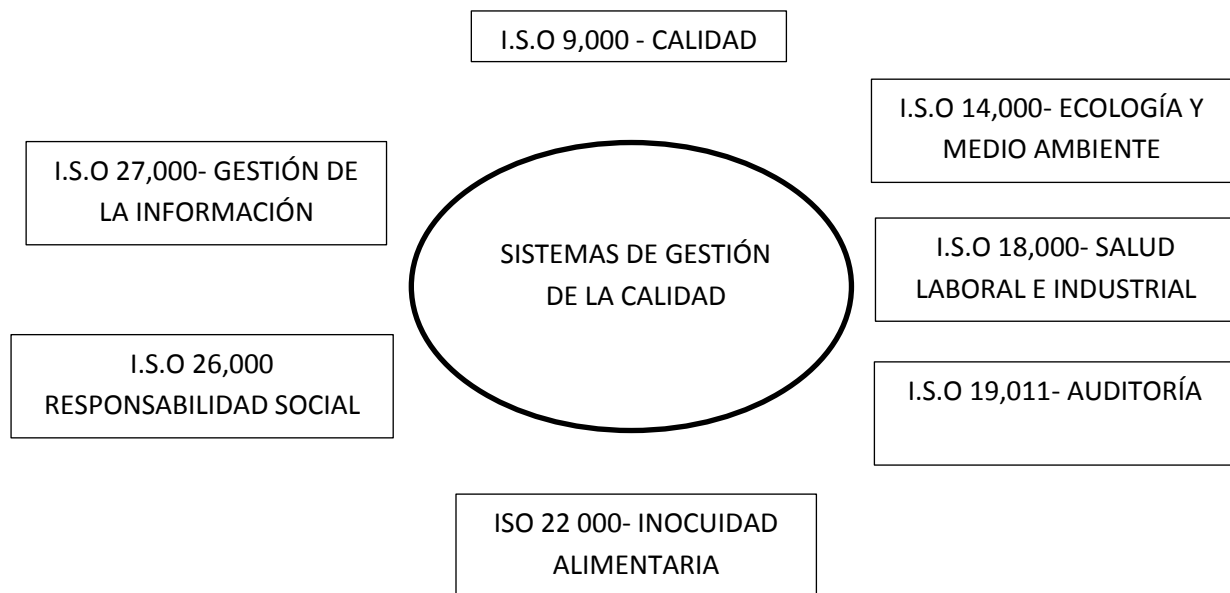 I.S.O 9,000 - CALIDAD
I.S.O 14,000- ECOLOGÍA Y
MEDIO AMBIENTE
I.S.O 27,000- GESTIÓN DE
LA INFORMACIÓN
SISTEMAS DE GESTIÓN
DE LA CALIDAD
I.S.O 18,000- SALUD
LABORAL E INDUSTRIAL
I.S.O 26,000
RESPONSABILIDAD SOCIAL
I.S.O 19,011- AUDITORÍA
ISO 22 000- INOCUIDAD
ALIMENTARIA